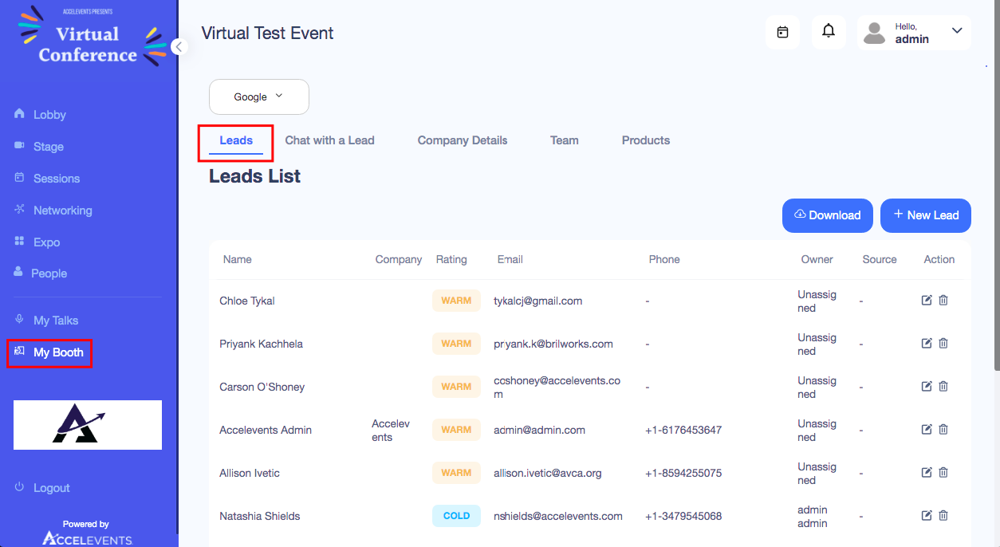 ACCELEVENTS PRESENTS
Virtual
Conference
Virtual Test Event
Hello,
admin
Google
Lobby
Stage
Sessions
Networking
Expo
People
My Talks
My Booth
Logout
Powered by
ACCELEVENTS
Leads Chat with a Lead Company Details Team Products
Leads List
Download + New Lead
Name Company Rating Email Phone Owner Source Action
Chloe Tykal WARM tykalcj@gmail.com - Unassig
ned -
Priyank Kachhela WARM priyank.k@brilworks.com - Unassig
ned -
Carson O'Shoney WARM coshoney@accelevents.co
m - Unassig
ned -
Accelevents Admin Accelev
ents WARM admin@admin.com +1-6176453647 Unassig
ned -
Allison Ivetic WARM allison.ivetic@avca.org +1-8594255075 Unassig
ned -
Natashia Shields COLD nshields@accelevents.com +1-3479545068 admin
admin -